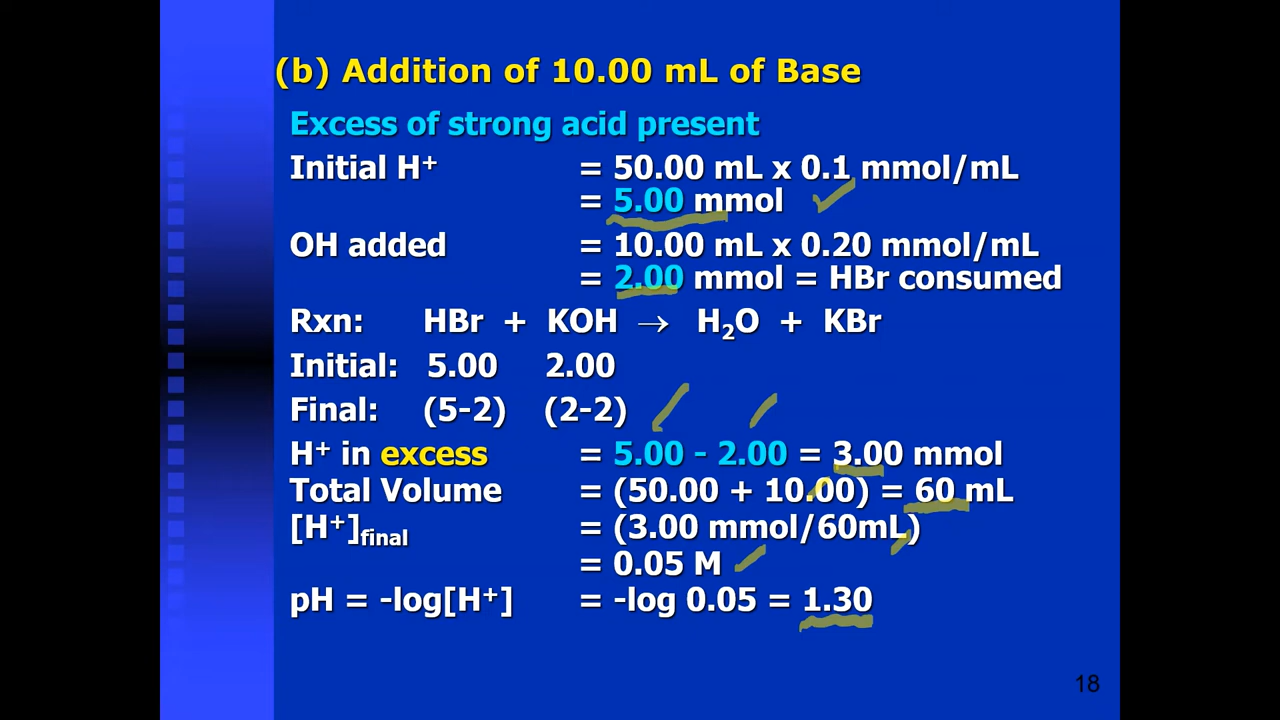 (b) Addition of 10.00 mL of Base
Excess of strong acid present
Initial H⁺ = 50.00 mL x 0.1 mmol/mL
= 5.00 mmol
OH added = 10.00 mL x 0.20 mmol/mL
= 2.00 mmol = HBr consumed
Rxn: HBr + KOH → H₂O + KBr
Initial: 5.00 2.00
Final: (5-2) (2-2)
H⁺ in excess = 5.00 - 2.00 = 3.00 mmol
Total Volume = (50.00 + 10.00) = 60 mL
[H⁺]final = (3.00 mmol/60mL)
= 0.05 M
pH = -log[H⁺] = -log 0.05 = 1.30
18